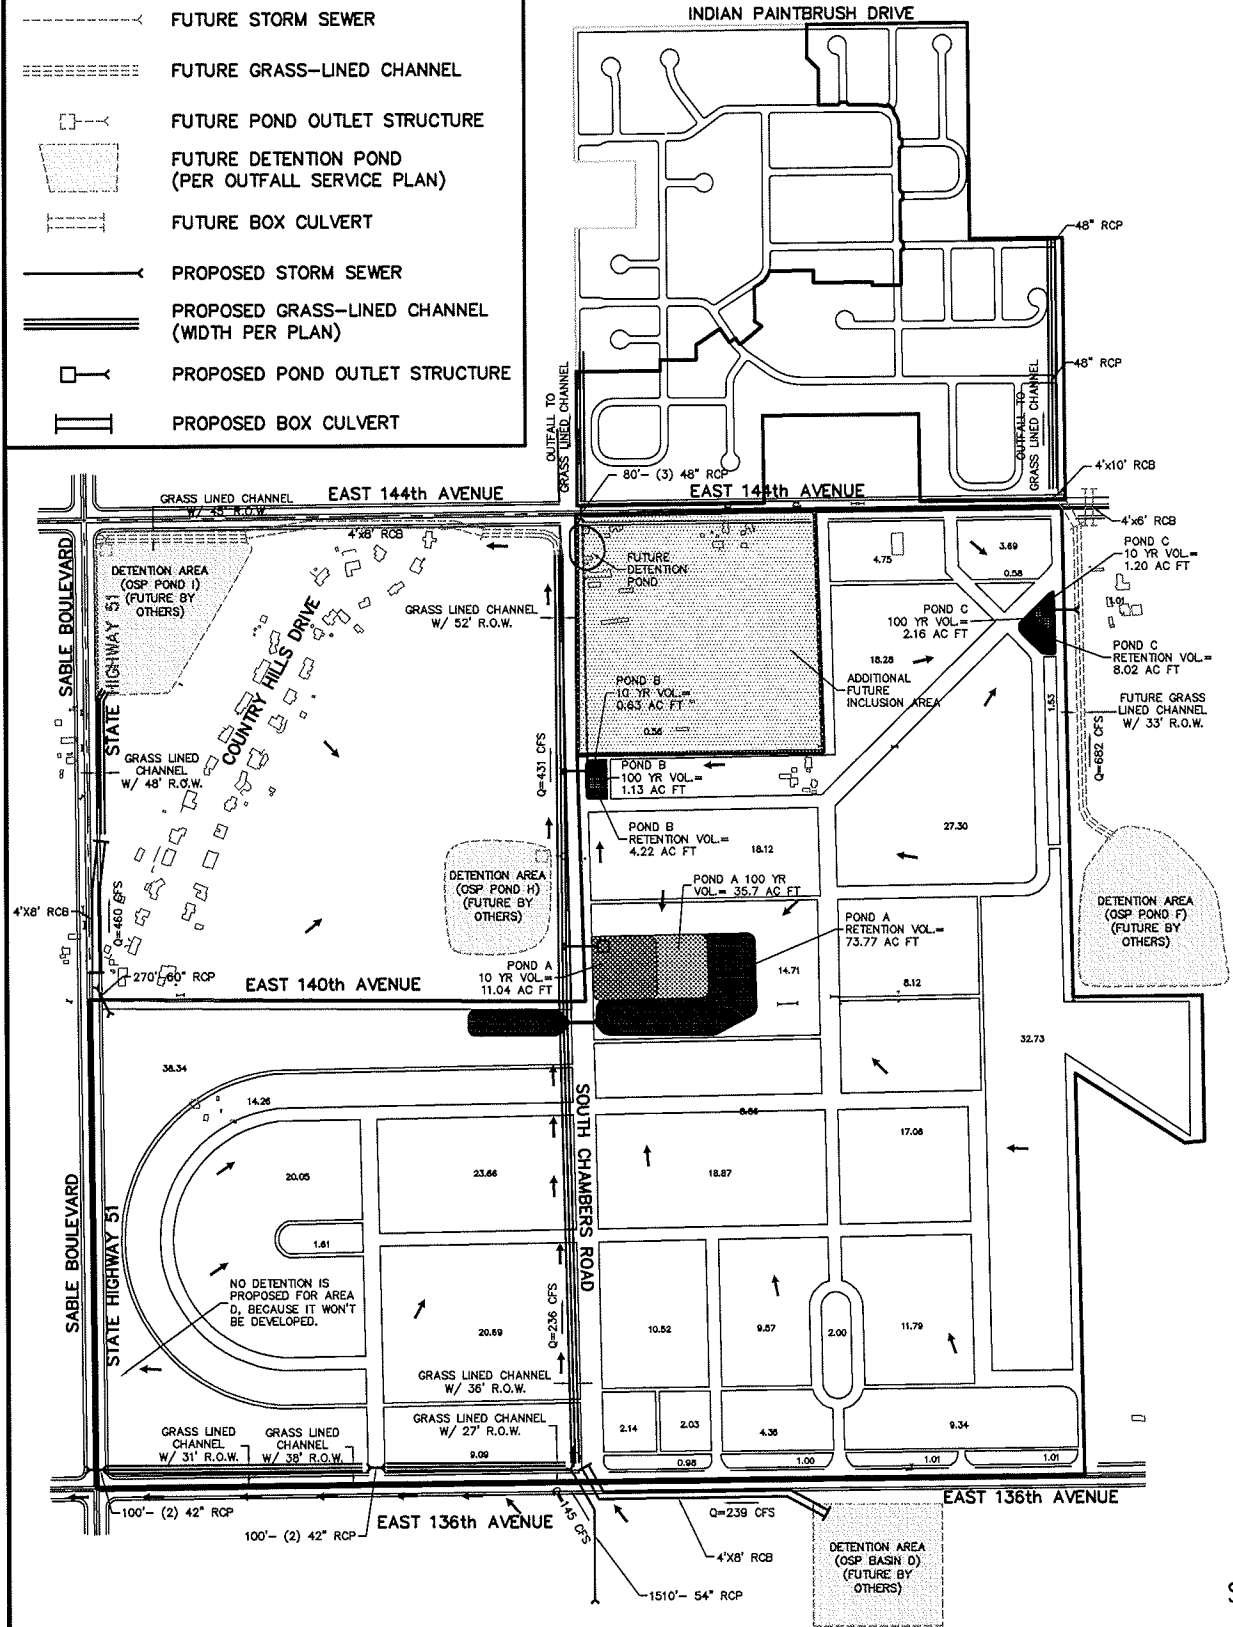 FUTURE STORM SEWER
FUTURE GRASS-LINED CHANNEL
FUTURE POND OUTLET STRUCTURE
FUTURE DETENTION POND
(PER OUTFALL SERVICE PLAN)
FUTURE BOX CULVERT
PROPOSED STORM SEWER
PROPOSED GRASS-LINED CHANNEL
(WIDTH PER PLAN)
PROPOSED POND OUTLET STRUCTURE
PROPOSED BOX CULVERT
INDIAN PAINTBRUSH DRIVE
48" RCP
48" RCP
OUTFALL TO
GRASS LINED CHANNEL
OUTFALL TO
GRASS LINED CHANNEL
4'x10' RCB
80'- (3) 48" RCP
GRASS LINED CHANNEL
W/ 45' R.O.W.
EAST 144th AVENUE
EAST 144th AVENUE
4'x6' RCB
4'x8' RCB
SABLE BOULEVARD
STATE HIGHWAY 51
DETENTION AREA
(OSP POND I)
(FUTURE BY
OTHERS)
COUNTRY HILLS DRIVE
GRASS LINED CHANNEL
W/ 52' R.O.W.
FUTURE
DETENTION
POND
4.75
3.69
0.58
POND C
10 YR VOL.=
1.20 AC FT
POND C
100 YR VOL.=
2.16 AC FT
POND C
RETENTION VOL.=
8.02 AC FT
18.28
ADDITIONAL
FUTURE
INCLUSION AREA
1.53
FUTURE GRASS
LINED CHANNEL
W/ 33' R.O.W.
Q=682 CFS
POND B
10 YR VOL.=
0.63 AC FT
GRASS LINED
CHANNEL
W/ 48' R.O.W.
Q=431 CFS
POND B
100 YR VOL.=
1.13 AC FT
POND B
RETENTION VOL.=
4.22 AC FT
18.12
27.30
DETENTION AREA
(OSP POND H)
(FUTURE BY
OTHERS)
POND A 100 YR
VOL.= 35.7 AC FT
POND A
RETENTION VOL.=
73.77 AC FT
DETENTION AREA
(OSP POND F)
(FUTURE BY
OTHERS)
4'X8' RCB
Q=460 CFS
270' 60" RCP
EAST 140th AVENUE
POND A
10 YR VOL.=
11.04 AC FT
14.71
8.12
32.73
38.34
14.26
SOUTH CHAMBERS ROAD
17.06
20.05
23.66
18.87
1.61
SABLE BOULEVARD
STATE HIGHWAY 51
NO DETENTION IS
PROPOSED FOR AREA
D, BECAUSE IT WON'T
BE DEVELOPED.
Q=236 CFS
20.69
10.52
9.57
2.00
11.79
GRASS LINED CHANNEL
W/ 36' R.O.W.
GRASS LINED CHANNEL
W/ 27' R.O.W.
GRASS LINED
CHANNEL
W/ 31' R.O.W.
GRASS LINED
CHANNEL
W/ 38' R.O.W.
9.09
2.14
2.03
4.36
9.34
0.98
1.00
1.01
1.01
100'- (2) 42" RCP
100'- (2) 42" RCP
EAST 136th AVENUE
Q=145 CFS
Q=239 CFS
EAST 136th AVENUE
4'X8' RCB
1510'- 54" RCP
DETENTION AREA
(OSP BASIN D)
(FUTURE BY
OTHERS)